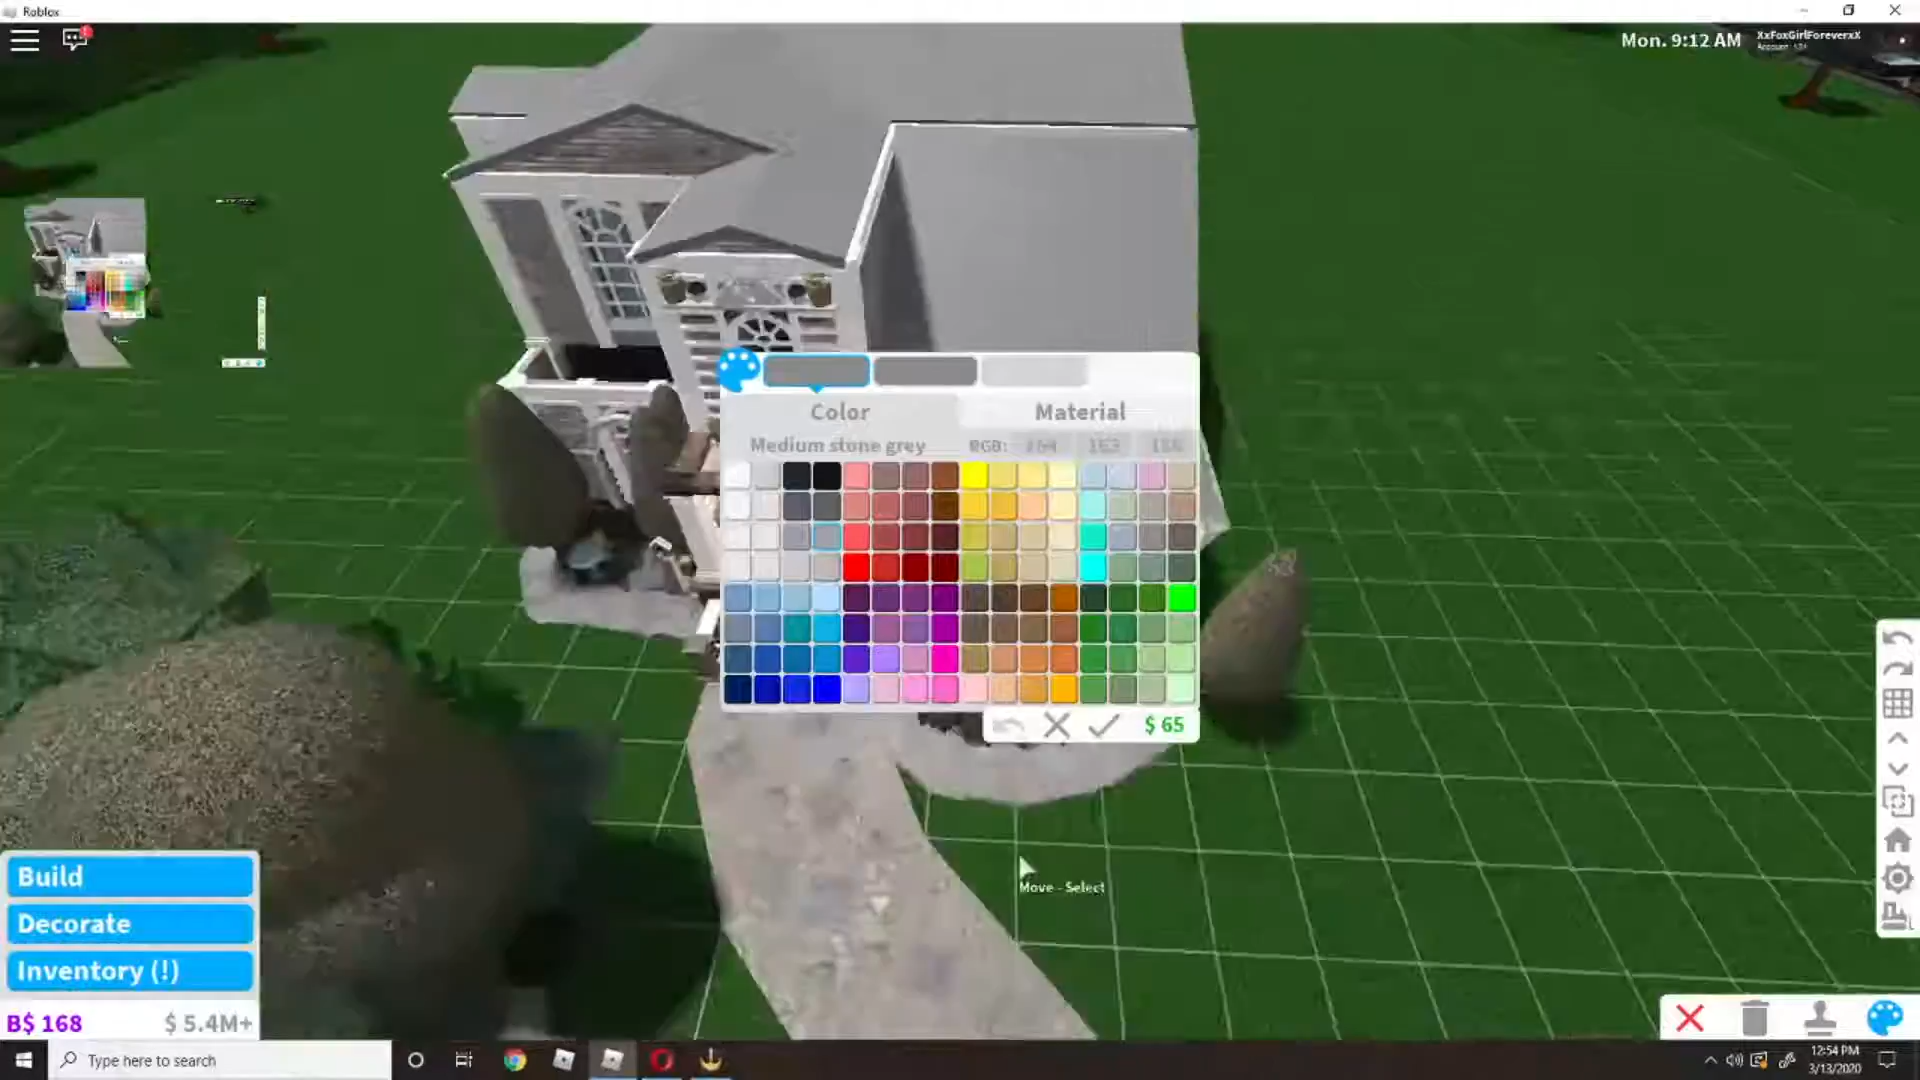 Roblox
Mon. 9:12 AM
XxFoxGirlForeverxX
Color
Material
Medium stone grey
RGB:
163
$ 65
Move - Select
Build
Decorate
Inventory (!)
B$ 168
$ 5.4M+
Type here to search
12:54 PM
3/13/2020